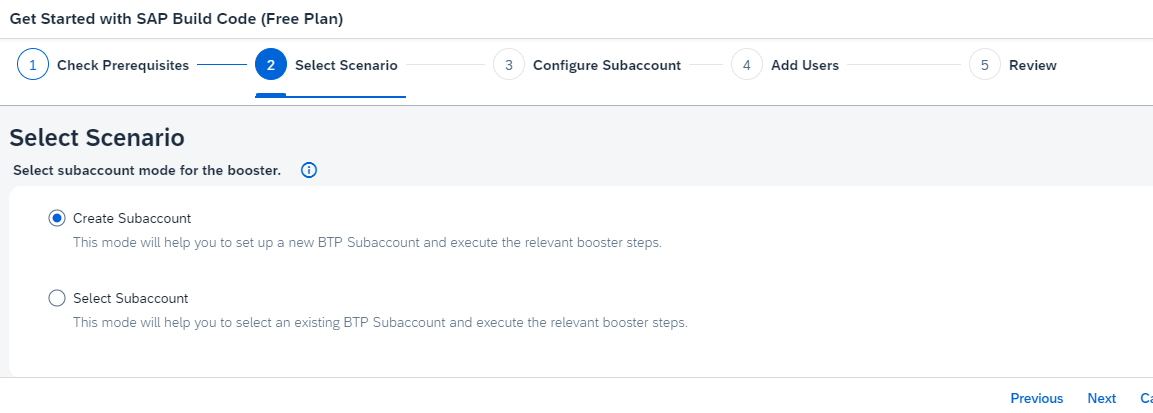 Get Started with SAP Build Code (Free Plan)
1 Check Prerequisites 2 Select Scenario 3 Configure Subaccount 4 Add Users 5 Review
Select Scenario
Select subaccount mode for the booster.
Create Subaccount
This mode will help you to set up a new BTP Subaccount and execute the relevant booster steps.
Select Subaccount
This mode will help you to select an existing BTP Subaccount and execute the relevant booster steps.
Previous Next